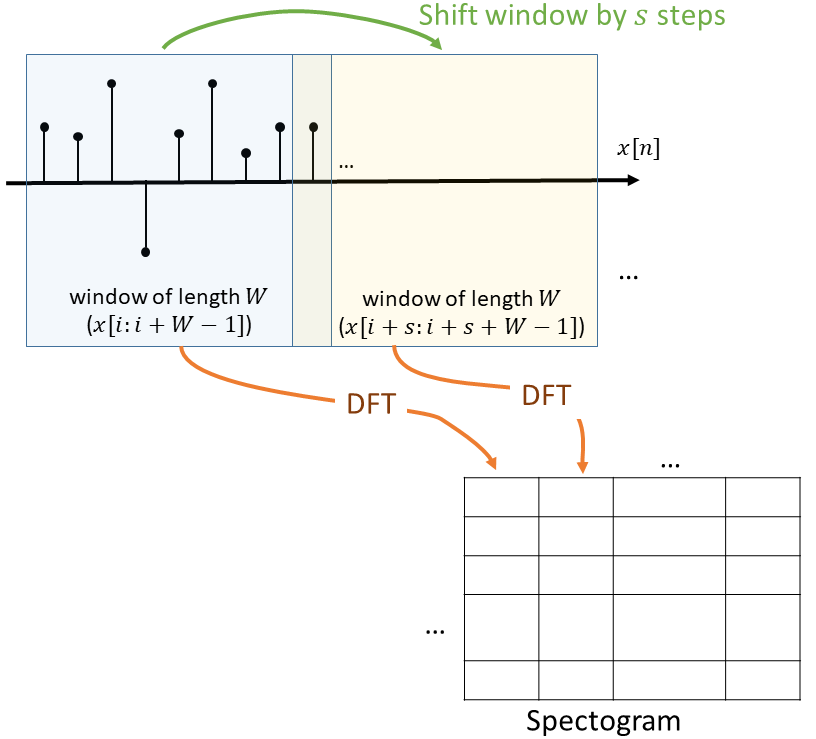 Shift window by s steps
...
x[n]
...
window of length W
(x[i: i + W − 1])
window of length W
(x[i + s: i + s + W − 1])
DFT
DFT
...
...
Spectogram